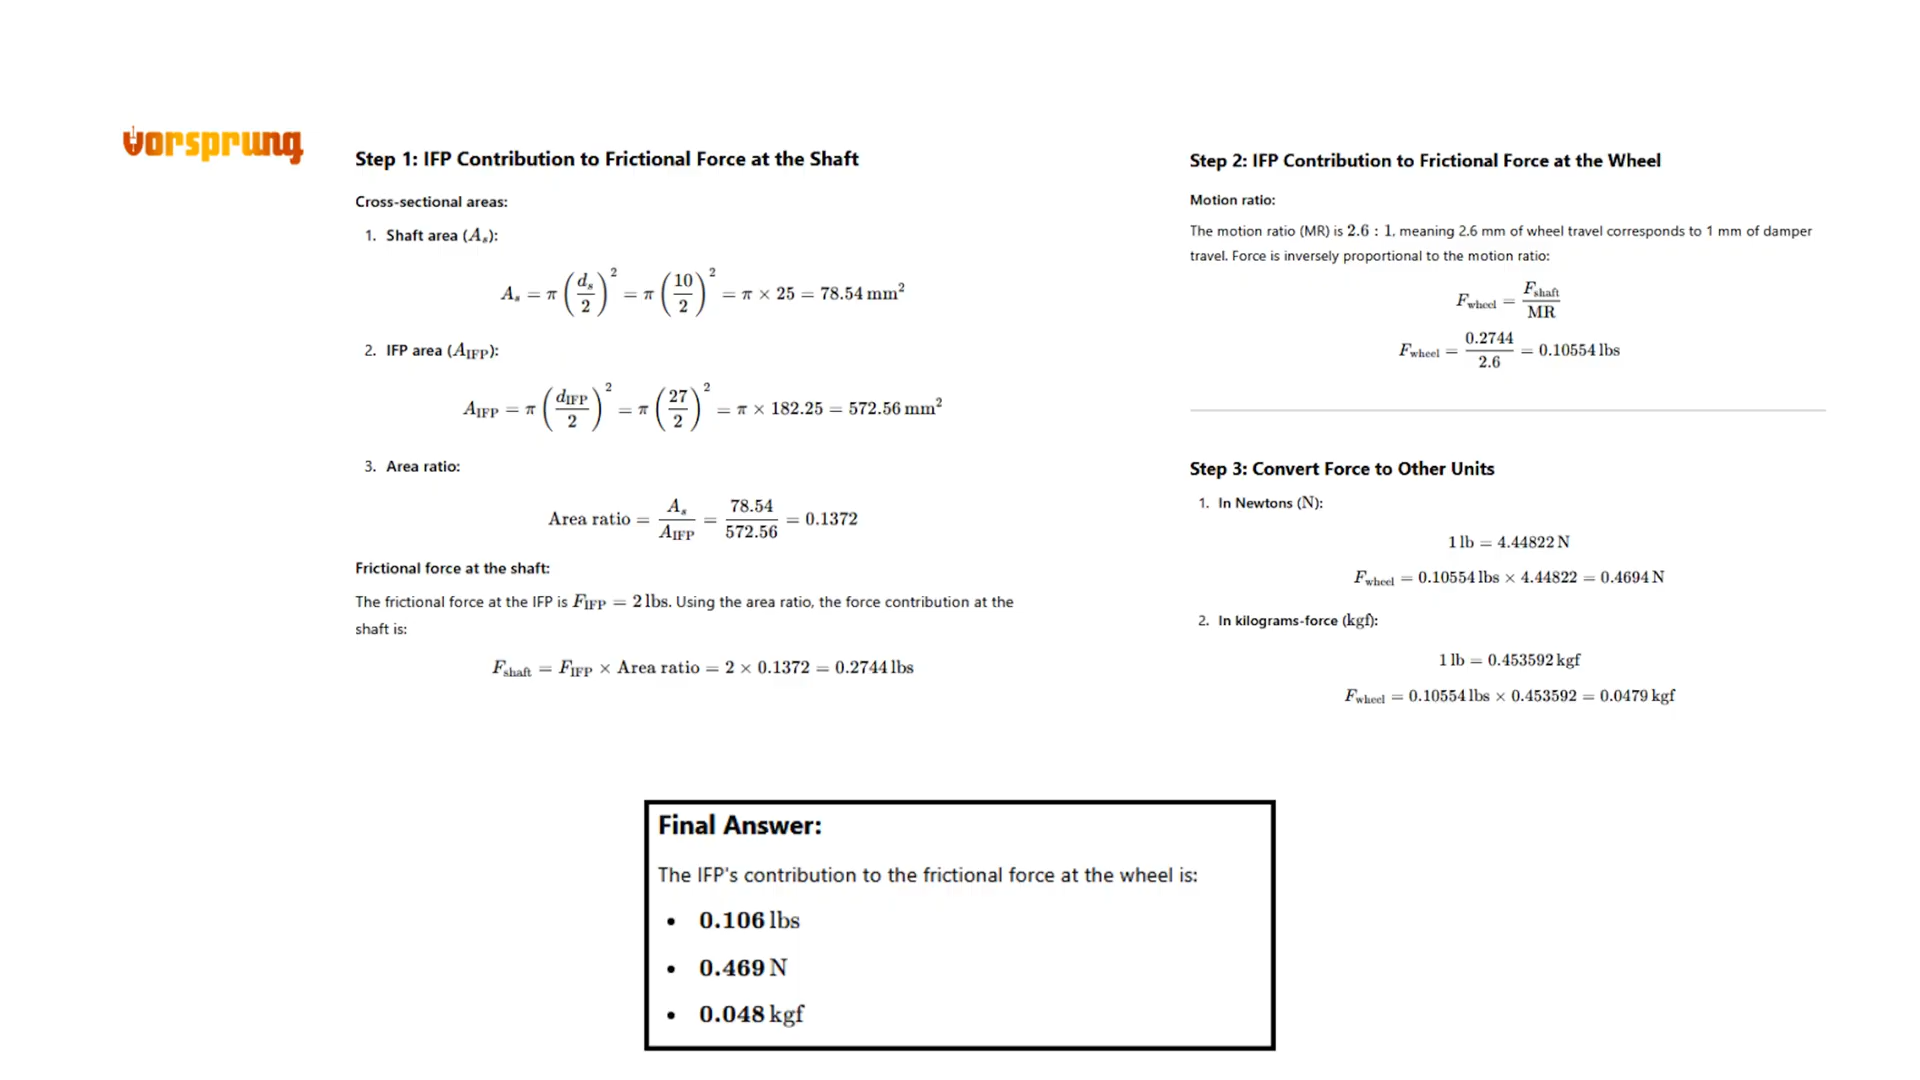 vorsprung
Step 1: IFP Contribution to Frictional Force at the Shaft
Cross-sectional areas:
1. Shaft area (A_s):
A_s = π (d_s/2)^2 = π (10/2)^2 = π × 25 = 78.54 mm^2
2. IFP area (A_IFP):
A_IFP = π (d_IFP/2)^2 = π (27/2)^2 = π × 182.25 = 572.56 mm^2
3. Area ratio:
Area ratio = A_s/A_IFP = 78.54/572.56 = 0.1372
Frictional force at the shaft:
The frictional force at the IFP is F_IFP = 2 lbs. Using the area ratio, the force contribution at the
shaft is:
F_shaft = F_IFP × Area ratio = 2 × 0.1372 = 0.2744 lbs
Step 2: IFP Contribution to Frictional Force at the Wheel
Motion ratio:
The motion ratio (MR) is 2.6 : 1, meaning 2.6 mm of wheel travel corresponds to 1 mm of damper
travel. Force is inversely proportional to the motion ratio:
F_wheel = F_shaft/MR
F_wheel = 0.2744/2.6 = 0.10554 lbs
Step 3: Convert Force to Other Units
1. In Newtons (N):
1 lb = 4.44822 N
F_wheel = 0.10554 lbs × 4.44822 = 0.4694 N
2. In kilograms-force (kgf):
1 lb = 0.453592 kgf
F_wheel = 0.10554 lbs × 0.453592 = 0.0479 kgf
Final Answer:
The IFP's contribution to the frictional force at the wheel is:
• 0.106 lbs
• 0.469 N
• 0.048 kgf